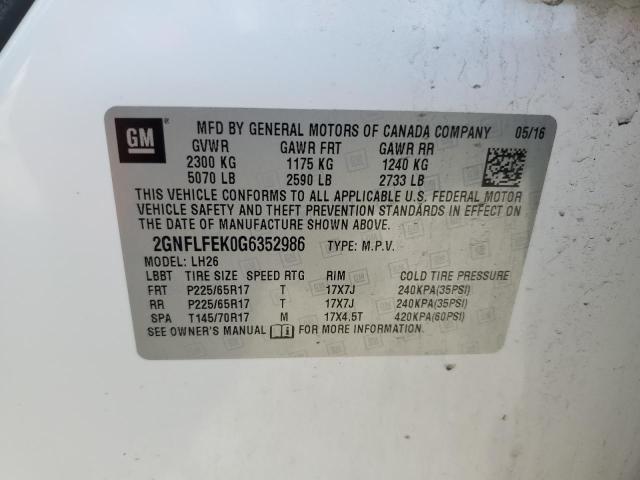 GM ® MFD BY GENERAL MOTORS OF CANADA COMPANY 05/16
GVWR GAWR FRT GAWR RR
2300 KG 1175 KG 1240 KG
5070 LB 2590 LB 2733 LB
THIS VEHICLE CONFORMS TO ALL APPLICABLE U.S. FEDERAL MOTOR
VEHICLE SAFETY AND THEFT PREVENTION STANDARDS IN EFFECT ON
THE DATE OF MANUFACTURE SHOWN ABOVE.
2GNFLFEK0G6352986 TYPE: M.P.V.
MODEL: LH26
LBBT TIRE SIZE SPEED RTG RIM COLD TIRE PRESSURE
FRT P225/65R17 T 17X7J 240KPA(35PSI)
RR P225/65R17 T 17X7J 240KPA(35PSI)
SPA T145/70R17 M 17X4.5T 420KPA(60PSI)
SEE OWNER'S MANUAL FOR MORE INFORMATION.